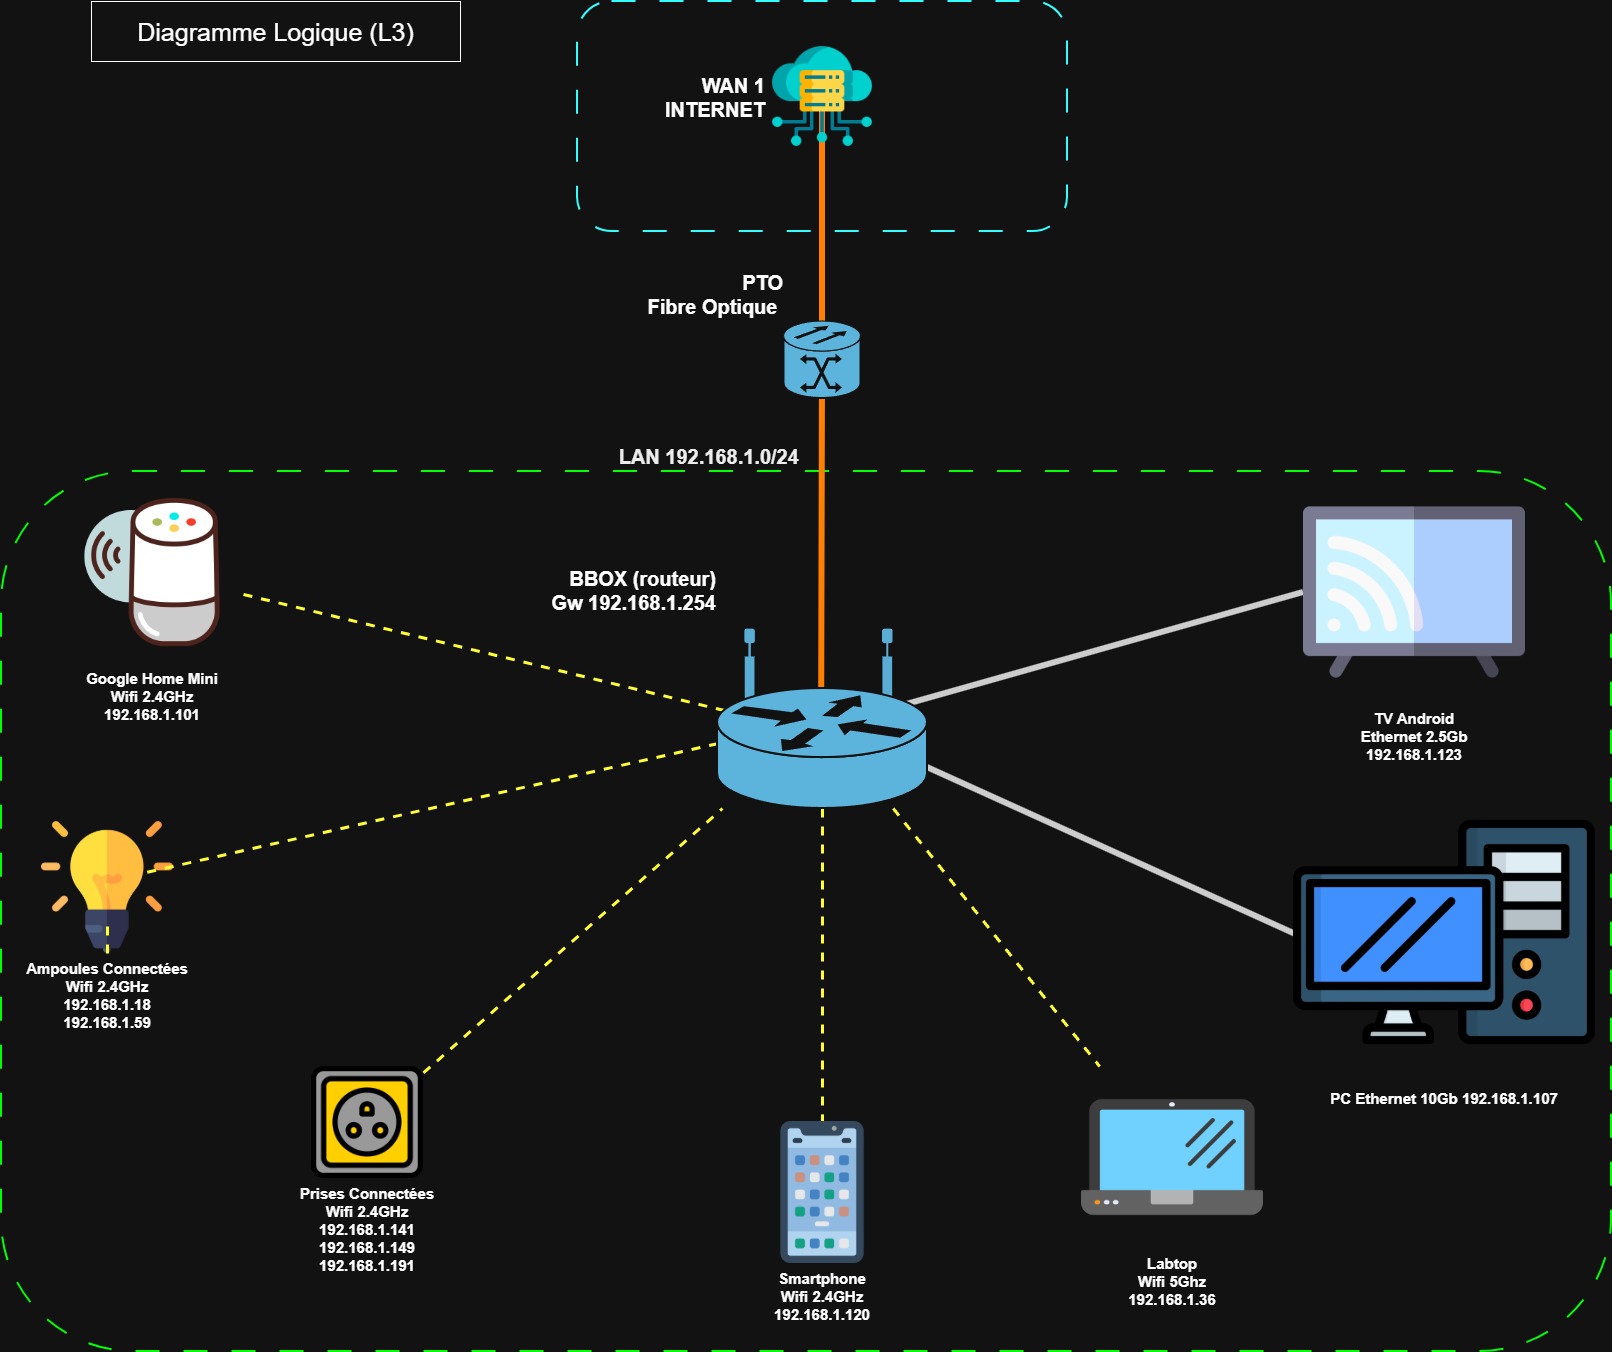 Diagramme Logique (L3)
WAN 1
INTERNET
PTO
Fibre Optique
LAN 192.168.1.0/24
BBOX (routeur)
Gw 192.168.1.254
Google Home Mini
Wifi 2.4GHz
192.168.1.101
TV Android
Ethernet 2.5Gb
192.168.1.123
Ampoules Connectées
Wifi 2.4GHz
192.168.1.18
192.168.1.59
PC Ethernet 10Gb 192.168.1.107
Prises Connectées
Wifi 2.4GHz
192.168.1.141
192.168.1.149
192.168.1.191
Smartphone
Wifi 2.4GHz
192.168.1.120
Labtop
Wifi 5Ghz
192.168.1.36